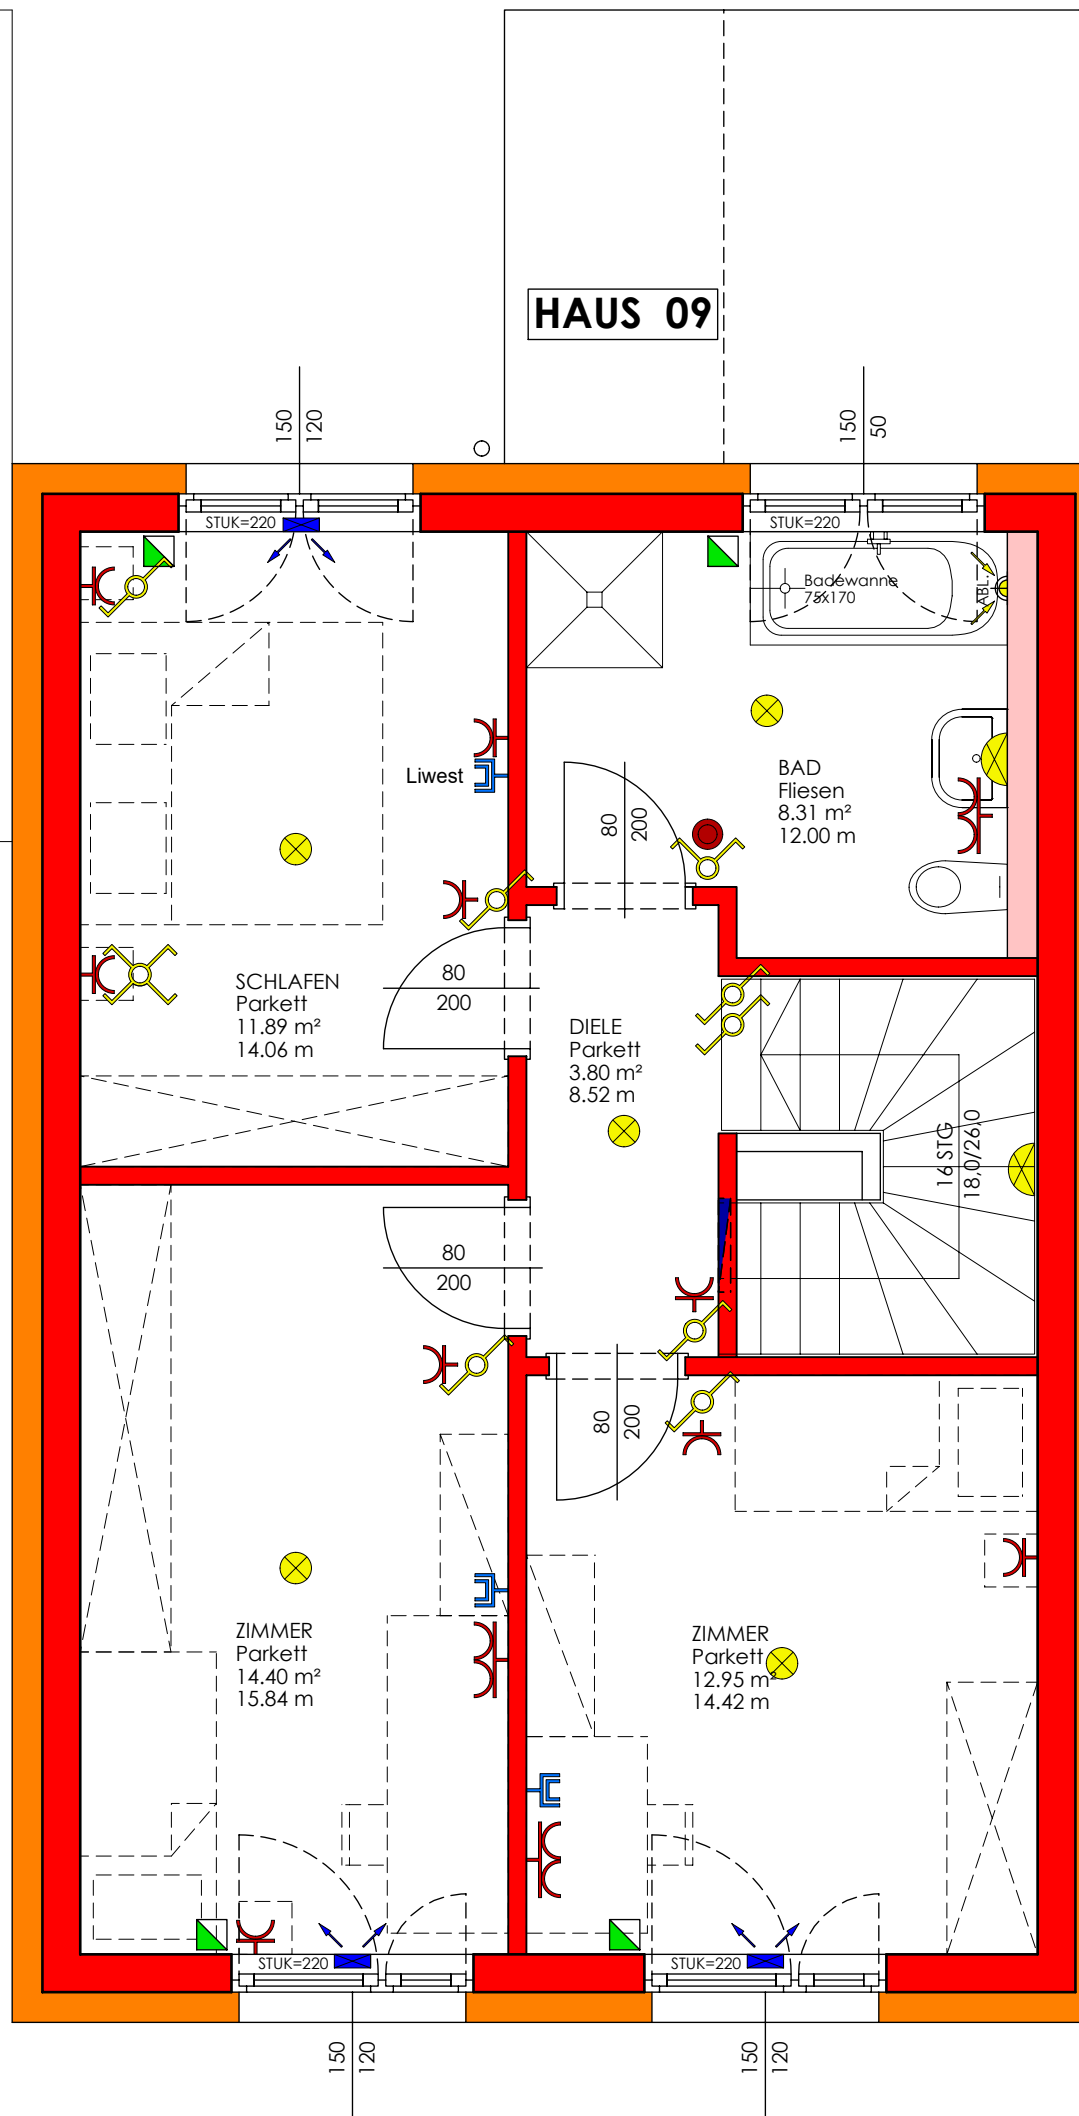 HAUS 09
150
120
150
50
STUK=220
STUK=220
Badewanne
75x170
ABL.
Liwest
BAD
Fliesen
8.31 m²
12.00 m
80
200
SCHLAFEN
Parkett
11.89 m²
14.06 m
80
200
DIELE
Parkett
3.80 m²
8.52 m
16 STG
18,0/26,0
80
200
80
200
ZIMMER
Parkett
14.40 m²
15.84 m
ZIMMER
Parkett
12.95 m²
14.42 m
STUK=220
STUK=220
150
120
150
120